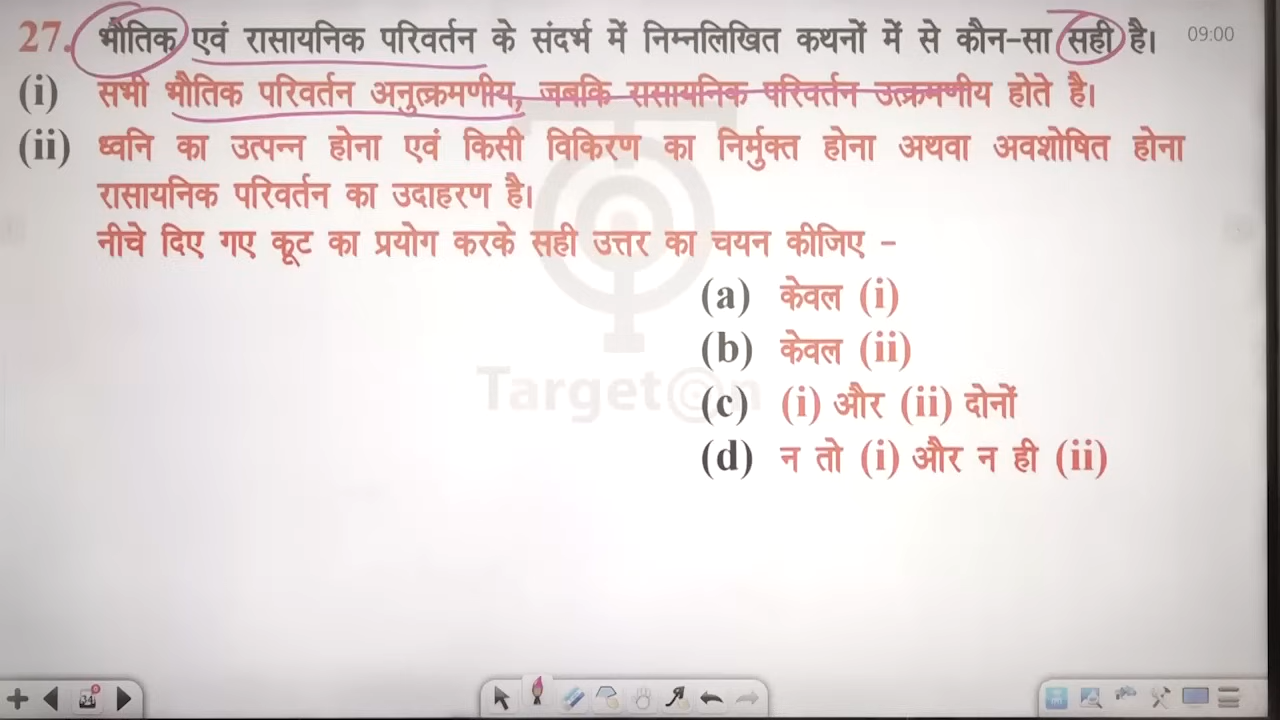 27. भौतिक एवं रासायनिक परिवर्तन के संदर्भ में निम्नलिखित कथनों में से कौन-सा सही है। 09:00
(i) सभी भौतिक परिवर्तन अनुत्क्रमणीय, जबकि रासायनिक परिवर्तन उत्क्रमणीय होते है।
(ii) ध्वनि का उत्पन्न होना एवं किसी विकिरण का निर्मुक्त होना अथवा अवशोषित होना
रासायनिक परिवर्तन का उदाहरण है।
नीचे दिए गए कूट का प्रयोग करके सही उत्तर का चयन कीजिए -
(a) केवल (i)
(b) केवल (ii)
Target@n
(c) (i) और (ii) दोनों
(d) न तो (i) और न ही (ii)
34